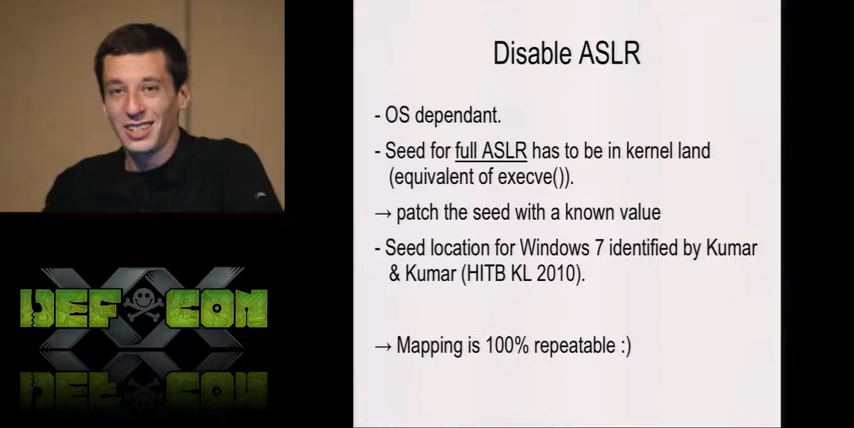 Disable ASLR
- OS dependant.
- Seed for full ASLR has to be in kernel land
(equivalent of execve()).
→ patch the seed with a known value
- Seed location for Windows 7 identified by Kumar
& Kumar (HITB KL 2010).
→ Mapping is 100% repeatable :)
XX
DEF CON